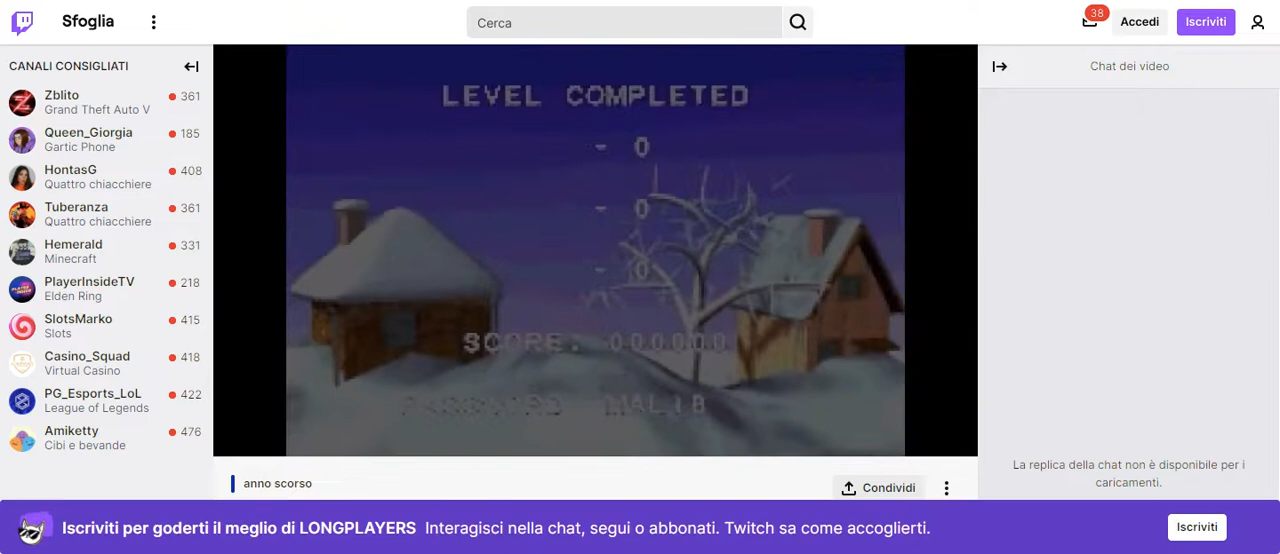 Sfoglia
Cerca
38
Accedi
Iscriviti
CANALI CONSIGLIATI
Zblito
361
Grand Theft Auto V
Queen_Giorgia
185
Gartic Phone
HontasG
408
Quattro chiacchiere
Tuberanza
361
Quattro chiacchiere
Hemerald
331
Minecraft
PlayerInsideTV
218
Elden Ring
SlotsMarko
415
Slots
Casino_Squad
418
Virtual Casino
PG_Esports_LoL
422
League of Legends
Amiketty
476
Cibi e bevande
LEVEL COMPLETED
- 0
- 0
- 0
SCORE: 000000
PASSWORD MALIB
anno scorso
Condividi
Chat dei video
La replica della chat non è disponibile per i
caricamenti.
Iscriviti per goderti il meglio di LONGPLAYERS Interagisci nella chat, segui o abbonati. Twitch sa come accoglierti.
Iscriviti